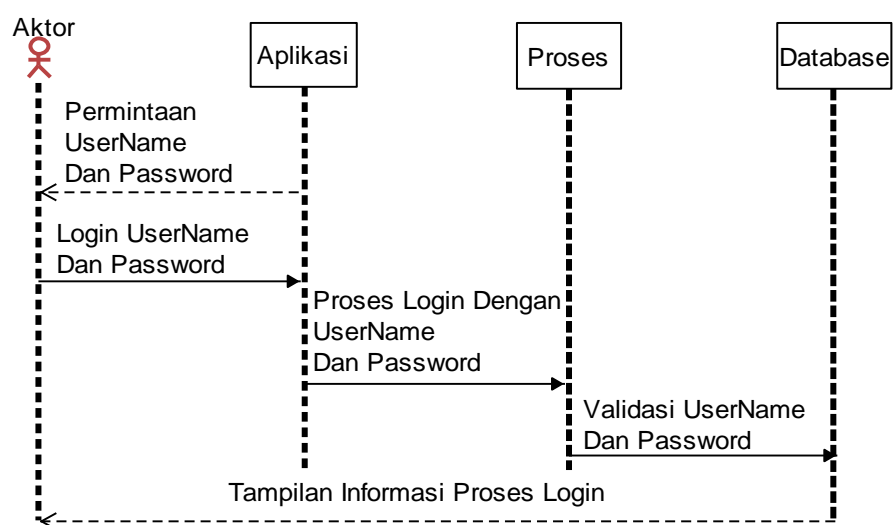 Aktor
Aplikasi
Proses
Database
Permintaan
UserName
Dan Password
Login UserName
Dan Password
Proses Login Dengan
UserName
Dan Password
Validasi UserName
Dan Password
Tampilan Informasi Proses Login